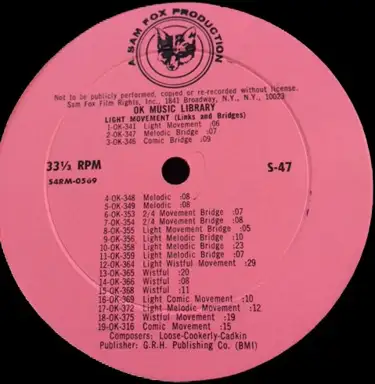 A SAM FOX PRODUCTION
Not to be publicly performed, copied or re-recorded without license.
Sam Fox Film Rights, Inc., 1841 Broadway, N.Y., N.Y., 10023
OK MUSIC LIBRARY
LIGHT MOVEMENT (Links and Bridges)
1-OK-341 Light Movement :06
2-OK-347 Melodic Bridge :07
3-OK-346 Comic Bridge :09
33⅓ RPM
S-47
S4RM-0569
4-OK-348 Melodic :08
5-OK-349 Melodic :08
6-OK-353 2/4 Movement Bridge :07
7-OK-354 2/4 Movement Bridge :08
8-OK-355 Light Movement Bridge :05
9-OK-356 Light Melodic Bridge :10
10-OK-358 Light Melodic Bridge :23
11-OK-359 Light Melodic Bridge :07
12-OK-364 Light Wistful Movement :29
13-OK-365 Wistful :20
14-OK-366 Wistful :08
15-OK-368 Wistful :11
16-OK-369 Light Comic Movement :10
17-OK-372 Light Melodic Movement :12
18-OK-375 Wistful Movement :19
19-OK-316 Comic Movement :15
Composers: Loose-Cookerly-Cadkin
Publisher: G.R.H. Publishing Co. (BMI)